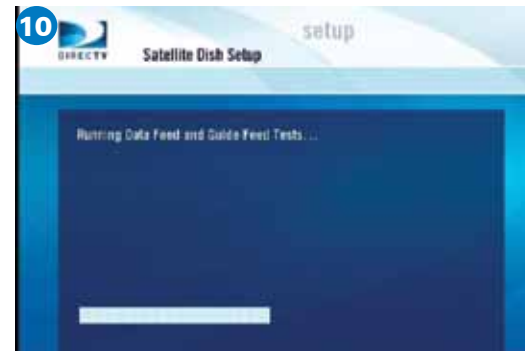 10
setup
DIRECTV
Satellite Dish Setup
Running Data Feed and Guide Feed Tests...